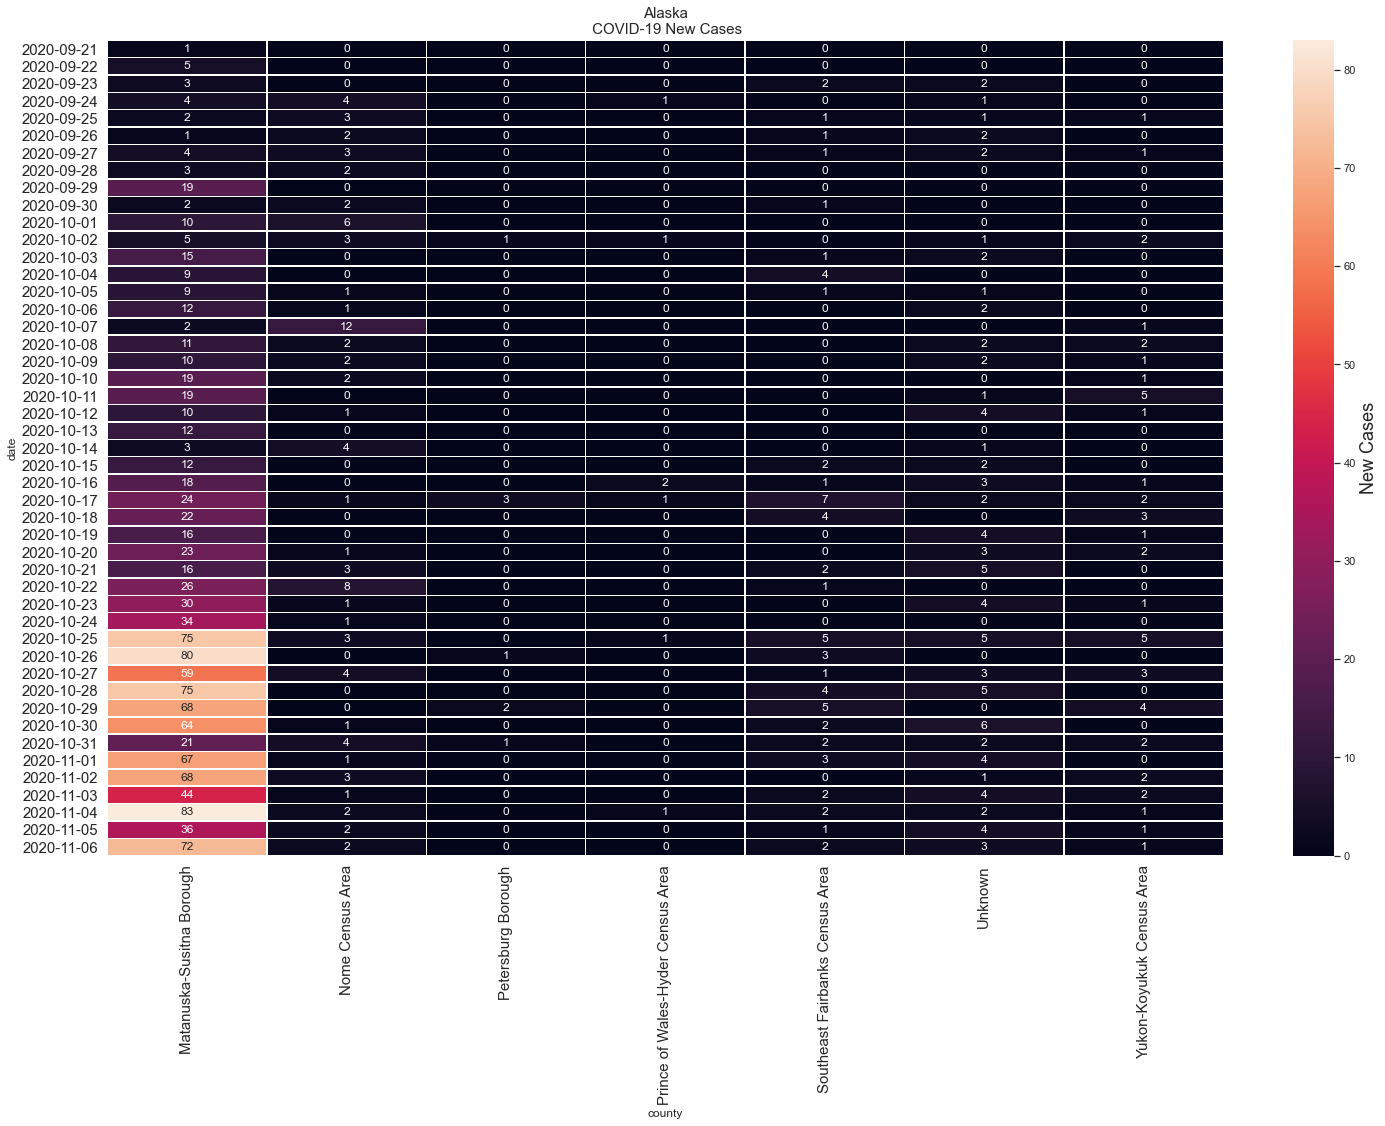 Alaska
COVID-19 New Cases
2020-09-21 1 0 0 0 0 0 0
2020-09-22 5 0 0 0 0 0 0
2020-09-23 3 0 0 0 2 2 0
2020-09-24 4 4 0 1 0 1 0
2020-09-25 2 3 0 0 1 1 1
2020-09-26 1 2 0 0 1 2 0
2020-09-27 4 3 0 0 1 2 1
2020-09-28 3 2 0 0 0 0 0
2020-09-29 19 0 0 0 0 0 0
2020-09-30 2 2 0 0 1 0 0
2020-10-01 10 6 0 0 0 0 0
2020-10-02 5 3 1 1 0 1 2
2020-10-03 15 0 0 0 1 2 0
2020-10-04 9 0 0 0 4 0 0
2020-10-05 9 1 0 0 1 1 0
2020-10-06 12 1 0 0 0 2 0
2020-10-07 2 12 0 0 0 0 1
2020-10-08 11 2 0 0 0 2 2
2020-10-09 10 2 0 0 0 2 1
2020-10-10 19 2 0 0 0 0 1
2020-10-11 19 0 0 0 0 1 5
2020-10-12 10 1 0 0 0 4 1
2020-10-13 12 0 0 0 0 0 0
2020-10-14 3 4 0 0 0 1 0
2020-10-15 12 0 0 0 2 2 0
2020-10-16 18 0 0 2 1 3 1
2020-10-17 24 1 3 1 7 2 2
2020-10-18 22 0 0 0 4 0 3
2020-10-19 16 0 0 0 0 4 1
2020-10-20 23 1 0 0 0 3 2
2020-10-21 16 3 0 0 2 5 0
2020-10-22 26 8 0 0 1 0 0
2020-10-23 30 1 0 0 0 4 1
2020-10-24 34 1 0 0 0 0 0
2020-10-25 75 3 0 1 5 5 5
2020-10-26 80 0 1 0 3 0 0
2020-10-27 59 4 0 0 1 3 3
2020-10-28 75 0 0 0 4 5 0
2020-10-29 68 0 2 0 5 0 4
2020-10-30 64 1 0 0 2 6 0
2020-10-31 21 4 1 0 2 2 2
2020-11-01 67 1 0 0 3 4 0
2020-11-02 68 3 0 0 0 1 2
2020-11-03 44 1 0 0 2 4 2
2020-11-04 83 2 0 1 2 2 1
2020-11-05 36 2 0 0 1 4 1
2020-11-06 72 2 0 0 2 3 1
date
Matanuska-Susitna Borough
Nome Census Area
Petersburg Borough
Prince of Wales-Hyder Census Area
Southeast Fairbanks Census Area
Unknown
Yukon-Koyukuk Census Area
county
80
70
60
50
40
30
20
10
0
New Cases